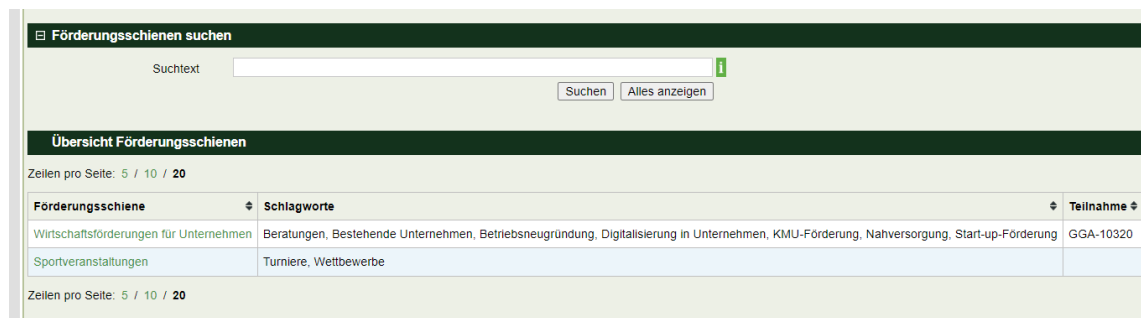 Förderungsschienen suchen
Suchtext
i
Suchen Alles anzeigen
Übersicht Förderungsschienen
Zeilen pro Seite: 5 / 10 / 20
Förderungsschiene Schlagworte Teilnahme
Wirtschaftsförderungen für Unternehmen Beratungen, Bestehende Unternehmen, Betriebsneugründung, Digitalisierung in Unternehmen, KMU-Förderung, Nahversorgung, Start-up-Förderung GGA-10320
Sportveranstaltungen Turniere, Wettbewerbe
Zeilen pro Seite: 5 / 10 / 20